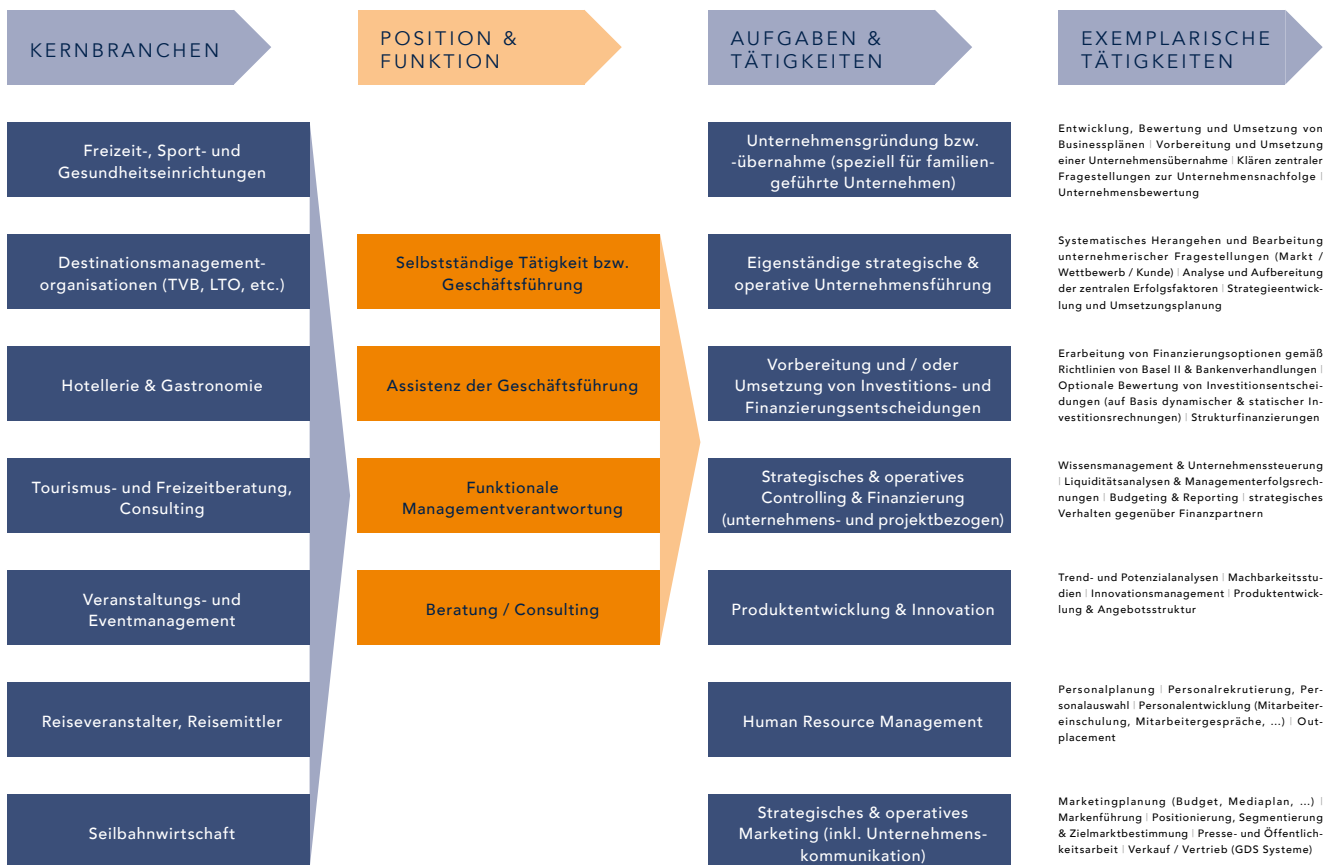 KERNBRANCHEN
POSITION &
FUNKTION
AUFGABEN &
TÄTIGKEITEN
EXEMPLARISCHE
TÄTIGKEITEN
Freizeit-, Sport- und
Gesundheitseinrichtungen
Destinationsmanagement-
organisationen (TVB, LTO, etc.)
Hotellerie & Gastronomie
Tourismus- und Freizeitberatung,
Consulting
Veranstaltungs- und
Eventmanagement
Reiseveranstalter, Reisemittler
Seilbahnwirtschaft
Selbstständige Tätigkeit bzw.
Geschäftsführung
Assistenz der Geschäftsführung
Funktionale
Managementverantwortung
Beratung / Consulting
Unternehmensgründung bzw.
-übernahme (speziell für familien-
geführte Unternehmen)
Eigenständige strategische &
operative Unternehmensführung
Vorbereitung und / oder
Umsetzung von Investitions- und
Finanzierungsentscheidungen
Strategisches & operatives
Controlling & Finanzierung
(unternehmens- und projektbezogen)
Produktentwicklung & Innovation
Human Resource Management
Strategisches & operatives
Marketing (inkl. Unternehmens-
kommunikation)
Entwicklung, Bewertung und Umsetzung von
Businessplänen | Vorbereitung und Umsetzung
einer Unternehmensübernahme | Klären zentraler
Fragestellungen zur Unternehmensnachfolge |
Unternehmensbewertung
Systematisches Herangehen und Bearbeitung
unternehmerischer Fragestellungen (Markt /
Wettbewerb / Kunde) | Analyse und Aufbereitung
der zentralen Erfolgsfaktoren | Strategieentwick-
lung und Umsetzungsplanung
Erarbeitung von Finanzierungsoptionen gemäß
Richtlinien von Basel II & Bankenverhandlungen |
Optionale Bewertung von Investitionsentschei-
dungen (auf Basis dynamischer & statischer In-
vestitionsrechnungen) | Strukturfinanzierungen
Wissensmanagement & Unternehmenssteuerung
| Liquiditätsanalysen & Managementerfolgsrech-
nungen | Budgeting & Reporting | strategisches
Verhalten gegenüber Finanzpartnern
Trend- und Potenzialanalysen | Machbarkeitsstu-
dien | Innovationsmanagement | Produktentwick-
lung & Angebotsstruktur
Personalplanung | Personalrekrutierung, Per-
sonalauswahl | Personalentwicklung (Mitarbeiter-
einschulung, Mitarbeitergespräche, ...) | Out-
placement
Marketingplanung (Budget, Mediaplan, ...) |
Markenführung | Positionierung, Segmentierung
& Zielmarktbestimmung | Presse- und Öffentlich-
keitsarbeit | Verkauf / Vertrieb (GDS Systeme)